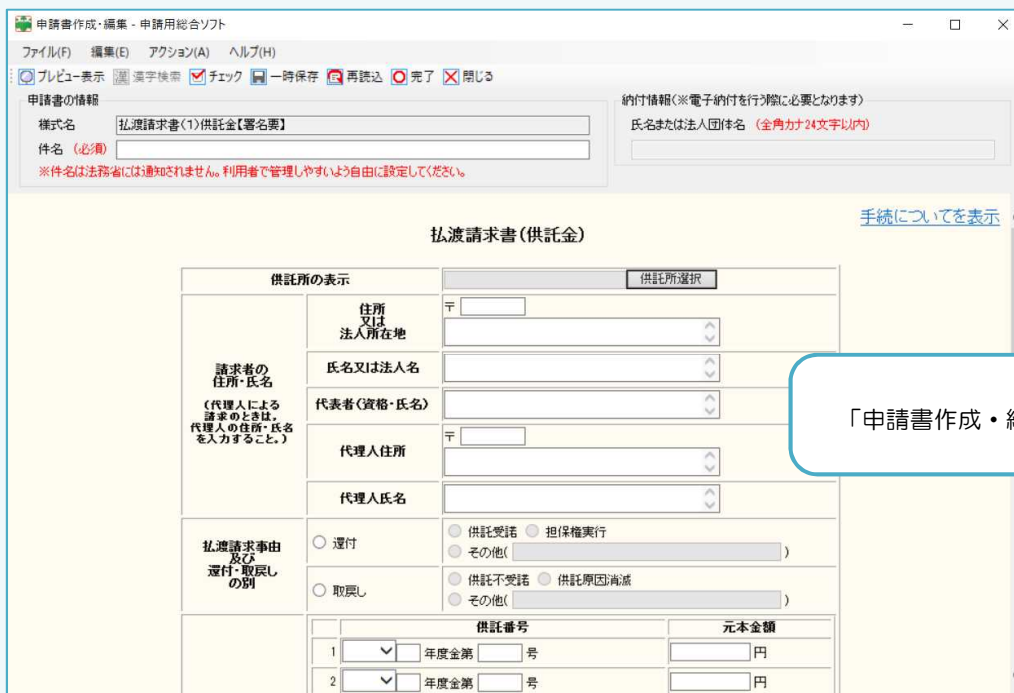 申請書作成・編集 - 申請用総合ソフト
ファイル(F) 編集(E) アクション(A) ヘルプ(H)
プレビュー表示 漢 漢字検索 チェック 一時保存 再読込 完了 閉じる
申請書の情報
様式名 払渡請求書(1)供託金【署名要】
件名 (必須)
※件名は法務省には通知されません。利用者で管理しやすいよう自由に設定してください。
納付情報(※電子納付を行う際に必要となります)
氏名または法人団体名 (全角カナ24文字以内)
手続についてを表示
払渡請求書(供託金)
供託所の表示 供託所選択
請求者の
住所・氏名
(代理人による
請求のときは,
代理人の住所・氏名
を入力すること。)
住所
又は
法人所在地
〒
氏名又は法人名
代表者(資格・氏名)
代理人住所
〒
代理人氏名
「申請書作成・
払渡請求事由
及び
還付・取戻し
の別
還付
供託受諾 担保権実行
その他( )
取戻し
供託不受諾 供託原因消滅
その他( )
供託番号 元本金額
1 年度金第 号 円
2 年度金第 号 円